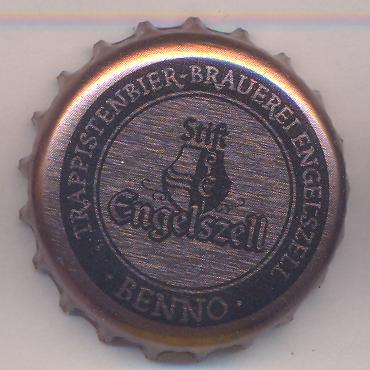 TRAPPISTENBIER-BRAUEREI ENGELSZELL
Stift
Engelszell
· BENNO ·